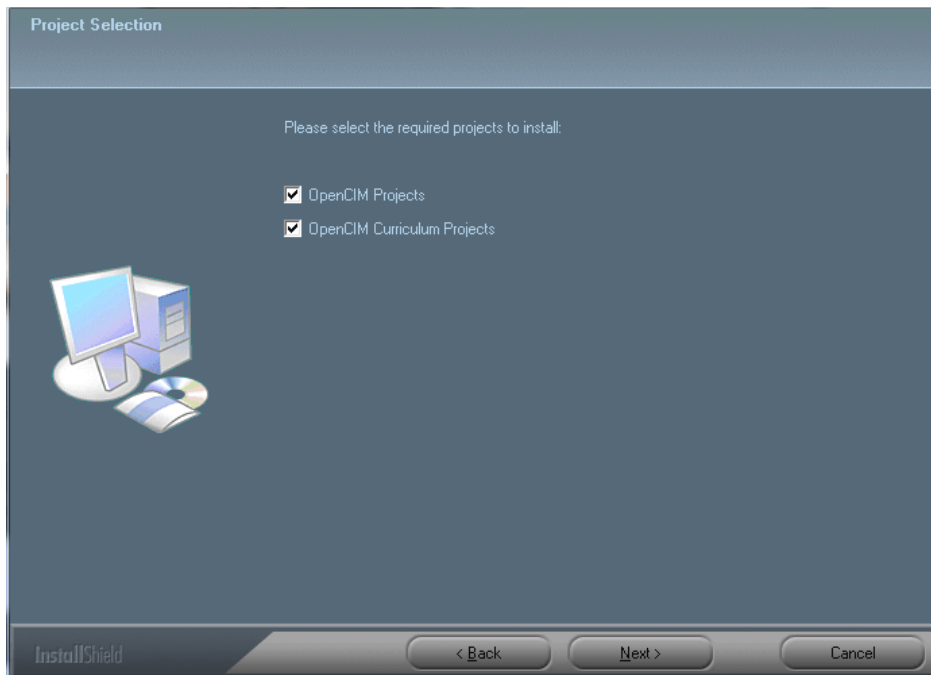 Project Selection
Please select the required projects to install:
OpenCIM Projects
OpenCIM Curriculum Projects
InstallShield
< Back
Next >
Cancel